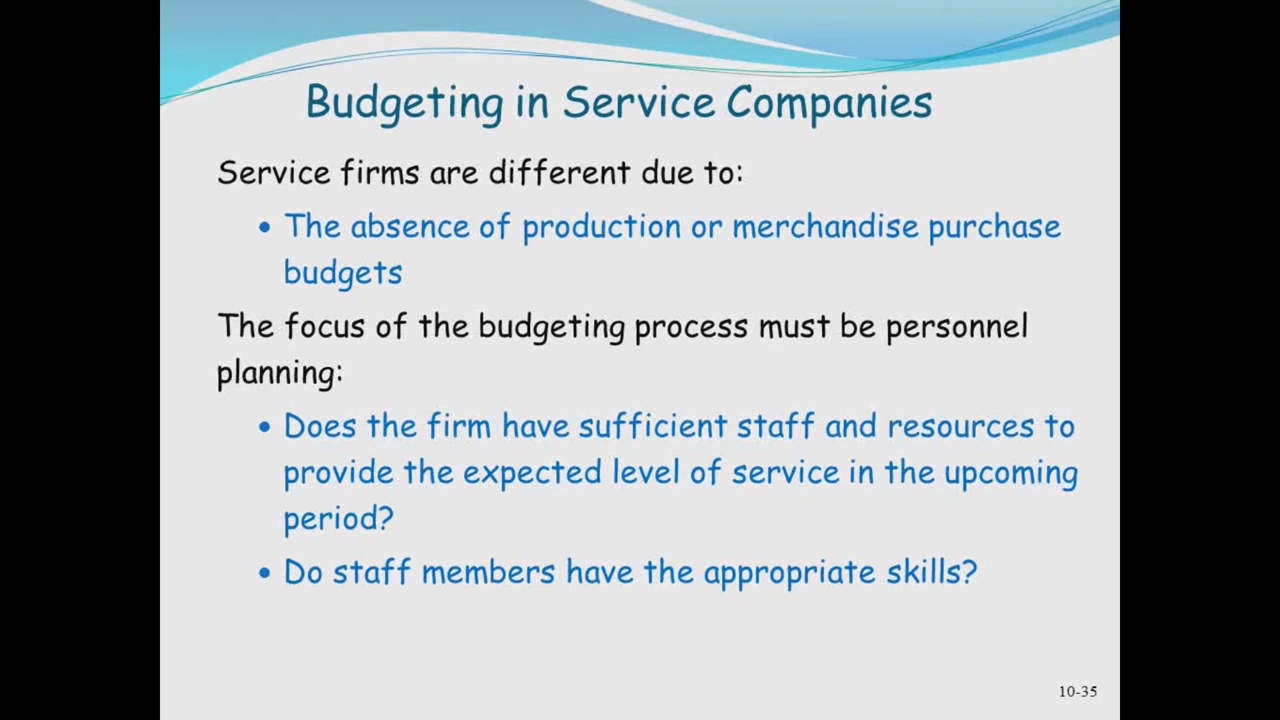 Budgeting in Service Companies
Service firms are different due to:
• The absence of production or merchandise purchase
budgets
The focus of the budgeting process must be personnel
planning:
• Does the firm have sufficient staff and resources to
provide the expected level of service in the upcoming
period?
• Do staff members have the appropriate skills?
10-35